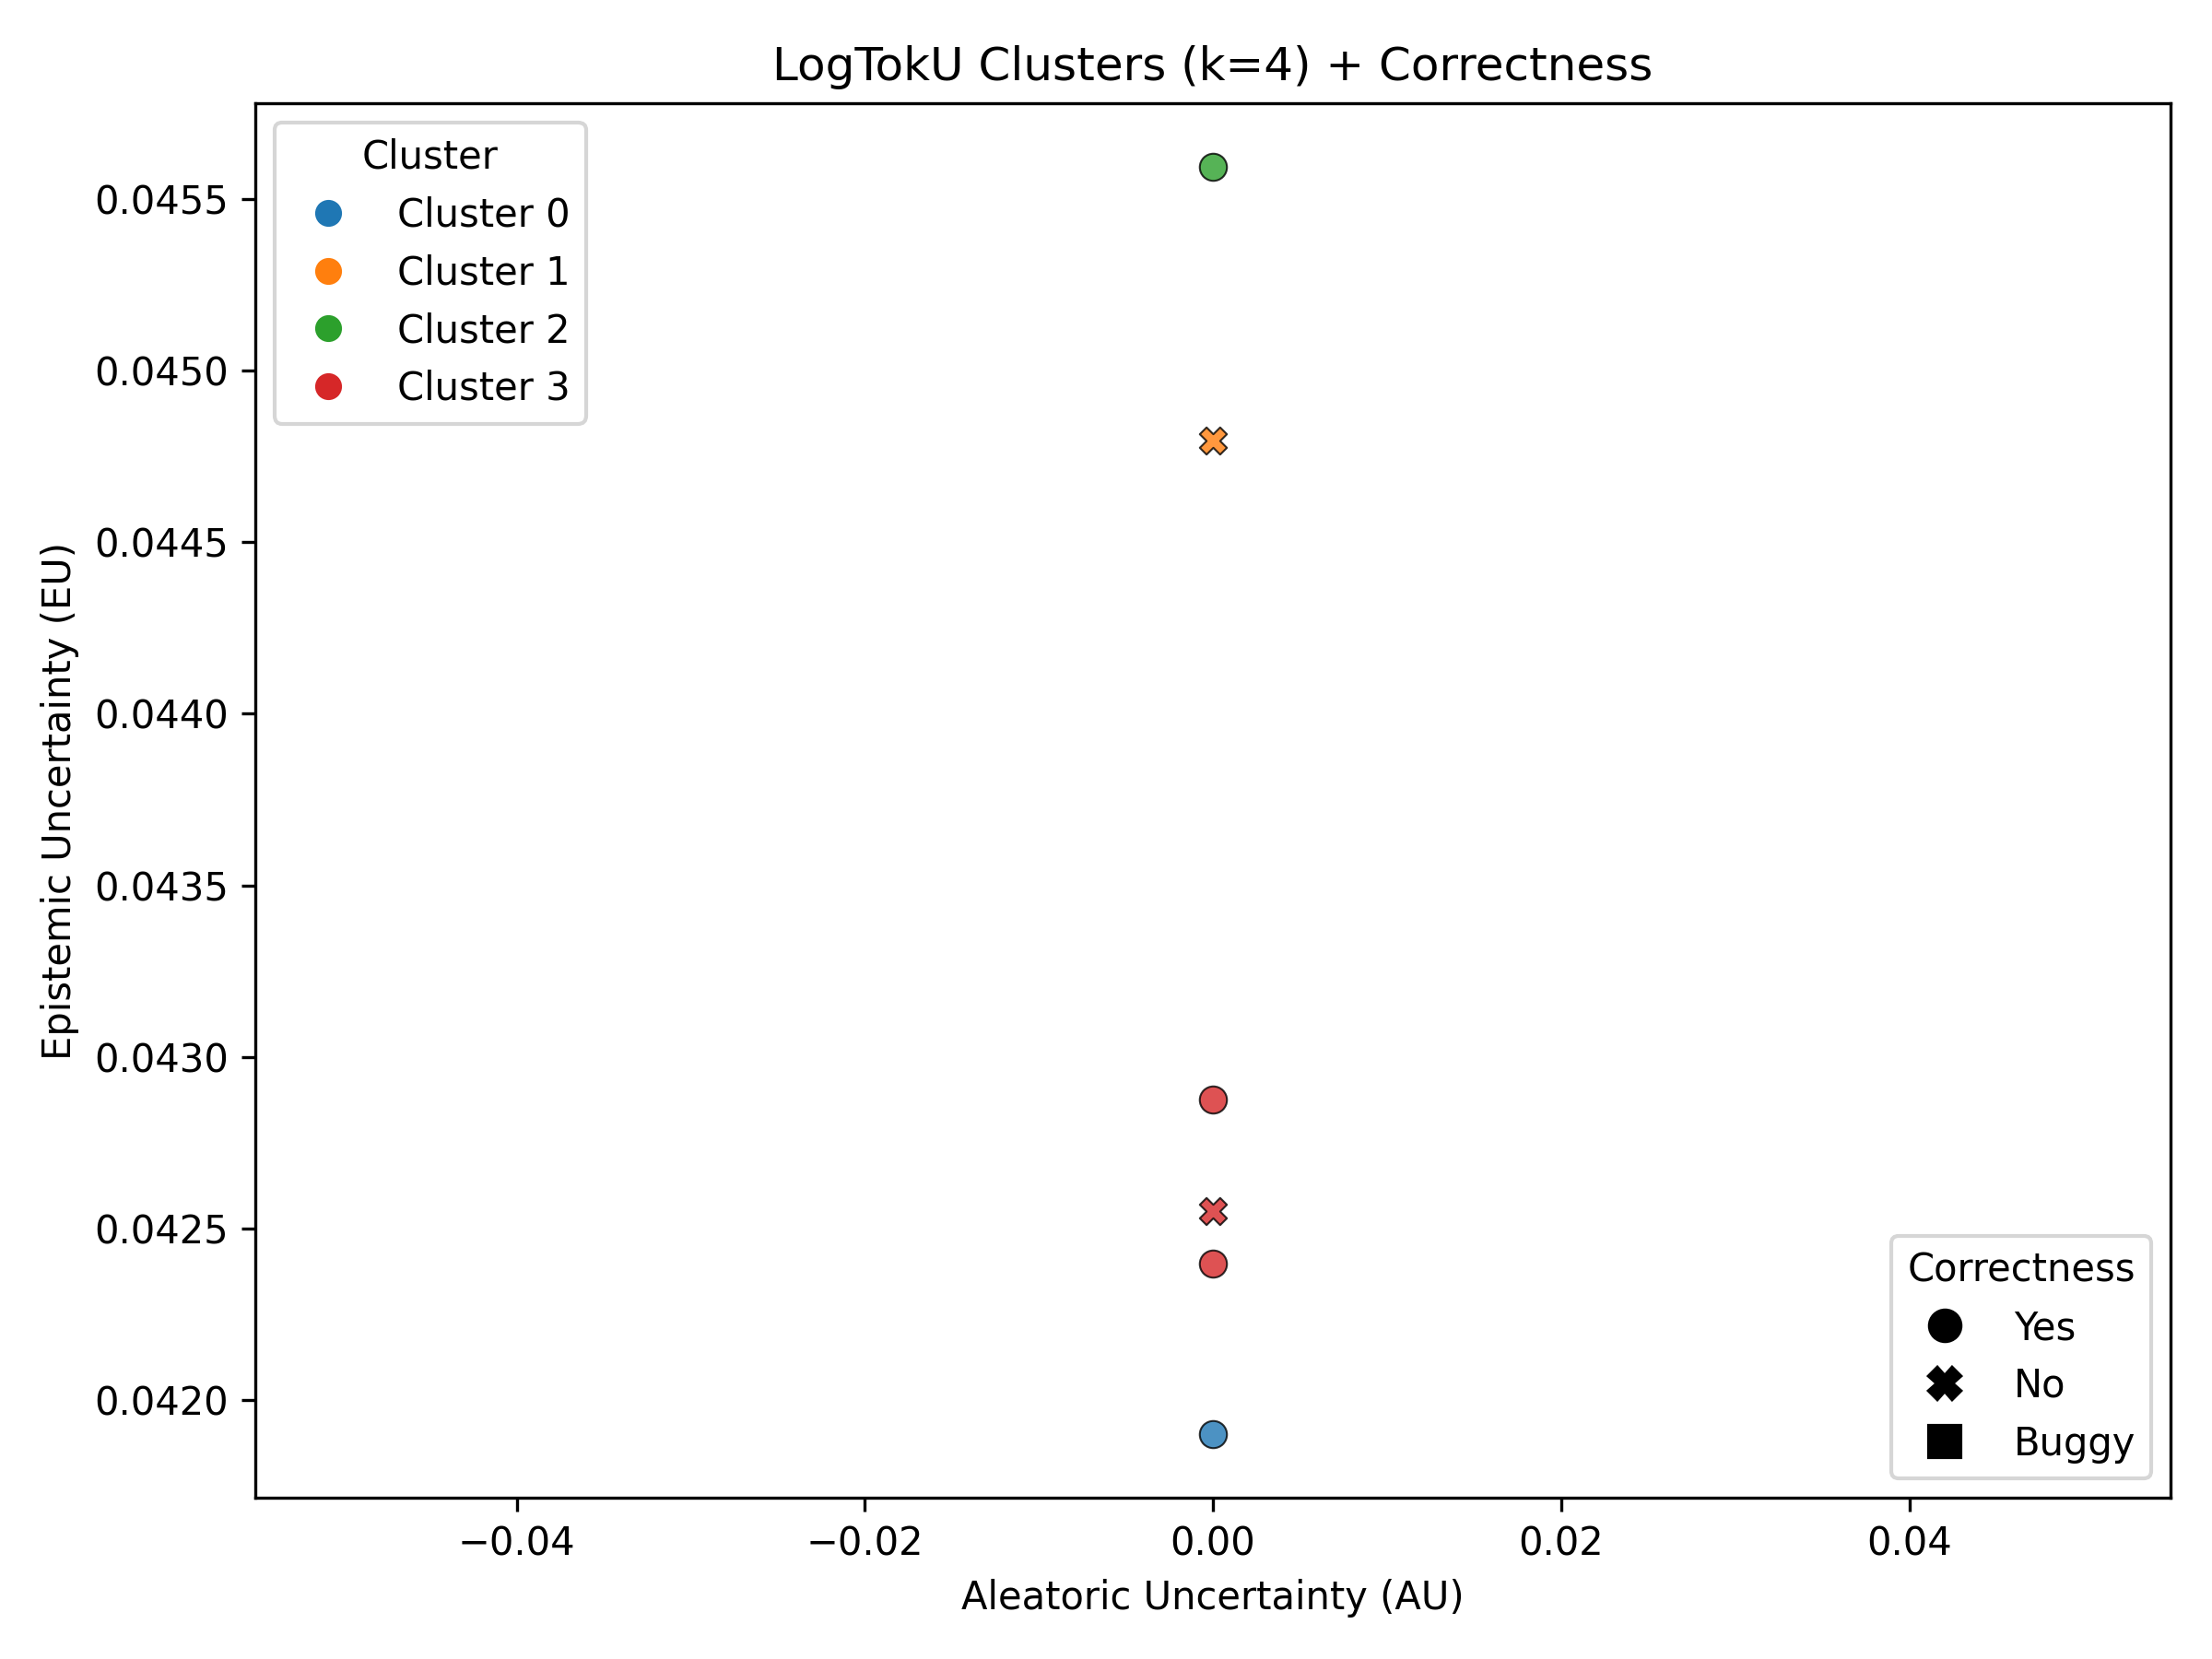 LogTokU Clusters (k=4) + Correctness
Cluster
Cluster 0
Cluster 1
Cluster 2
Cluster 3
0.0455
0.0450
0.0445
0.0440
0.0435
0.0430
0.0425
0.0420
Epistemic Uncertainty (EU)
Correctness
Yes
No
Buggy
−0.04
−0.02
0.00
0.02
0.04
Aleatoric Uncertainty (AU)